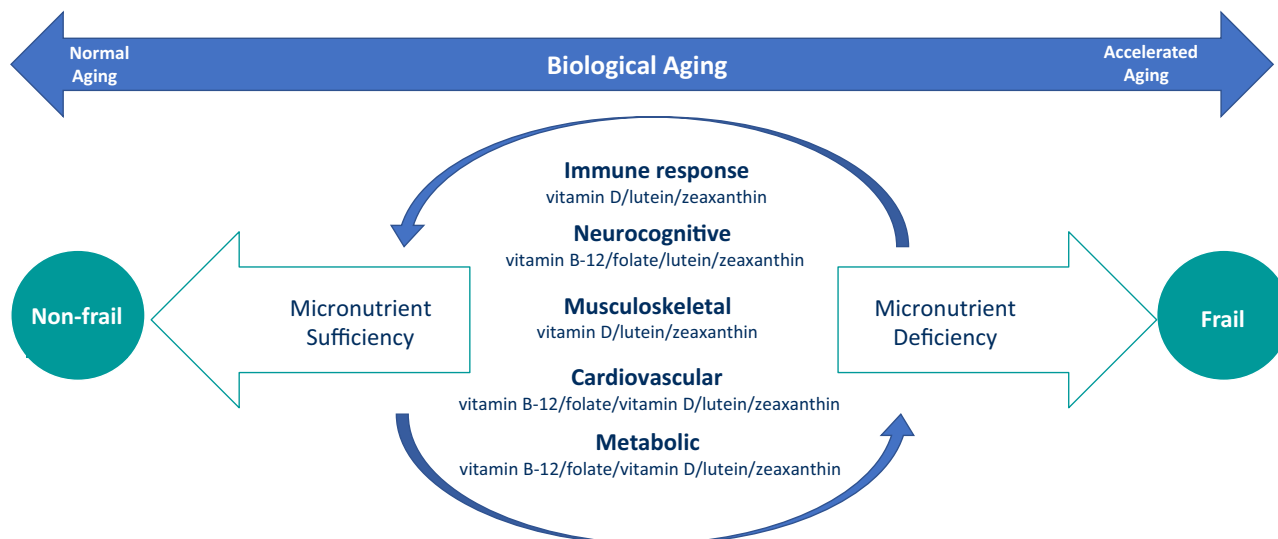 Normal
Aging
Biological Aging
Accelerated
Aging
Immune response
vitamin D/lutein/zeaxanthin
Neurocognitive
vitamin B-12/folate/lutein/zeaxanthin
Non-frail
Micronutrient
Sufficiency
Musculoskeletal
vitamin D/lutein/zeaxanthin
Micronutrient
Deficiency
Frail
Cardiovascular
vitamin B-12/folate/vitamin D/lutein/zeaxanthin
Metabolic
vitamin B-12/folate/vitamin D/lutein/zeaxanthin